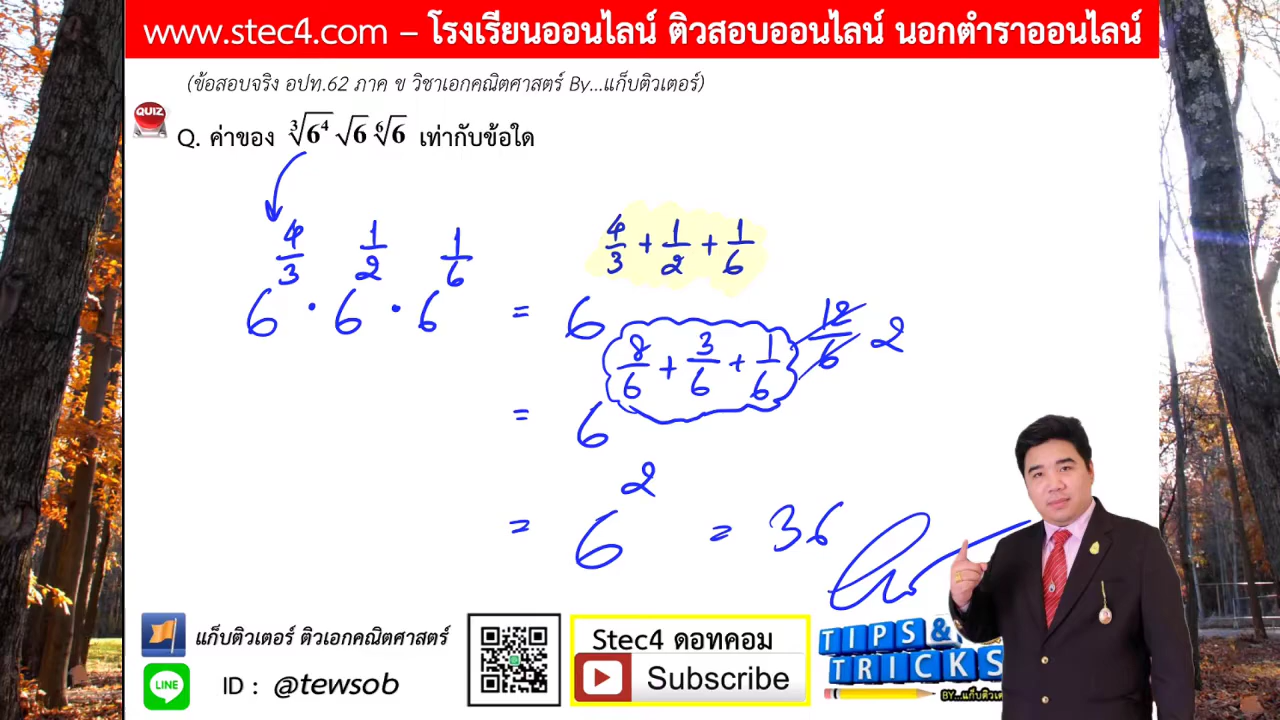 www.stec4.com – โรงเรียนออนไลน์ ติวสอบออนไลน์ นอกตำราออนไลน์
(ข้อสอบจริง อปท.62 ภาค ข วิชาเอกคณิตศาสตร์ By...แก็บติวเตอร์)
QUIZ
Q. ค่าของ ∛6⁴ √6 ⁶√6 เท่ากับข้อใด
6^(4/3) · 6^(1/2) · 6^(1/6) = 6^(4/3 + 1/2 + 1/6)
= 6^(8/6 + 3/6 + 1/6) 12/6 2
= 6² = 36
แก็บติวเตอร์ ติวเอกคณิตศาสตร์
LINE ID : @tewsob
Stec4 ดอทคอม
Subscribe
TIPS &
TRICKS